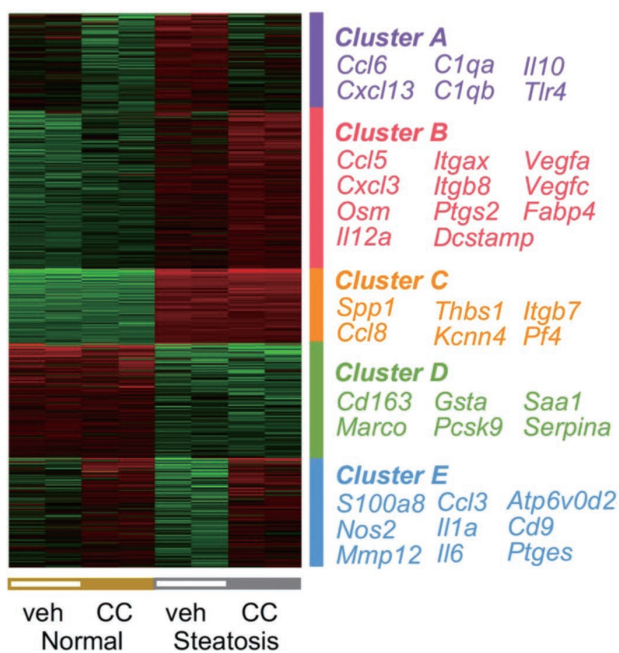 Cluster A
Ccl6 C1qa Il10
Cxcl13 C1qb Tlr4
Cluster B
Ccl5 Itgax Vegfa
Cxcl3 Itgb8 Vegfc
Osm Ptgs2 Fabp4
Il12a Dcstamp
Cluster C
Spp1 Thbs1 Itgb7
Ccl8 Kcnn4 Pf4
Cluster D
Cd163 Gsta Saa1
Marco Pcsk9 Serpina
Cluster E
S100a8 Ccl3 Atp6v0d2
Nos2 Il1a Cd9
Mmp12 Il6 Ptges
veh CC veh CC
Normal Steatosis